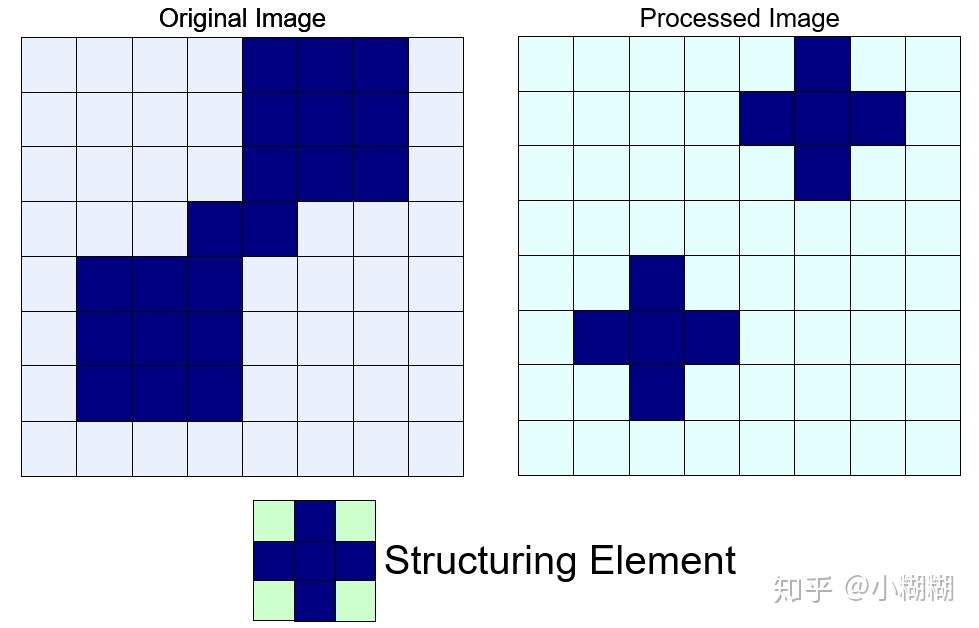 Original Image
Processed Image
Structuring Element
知乎 @小糊糊